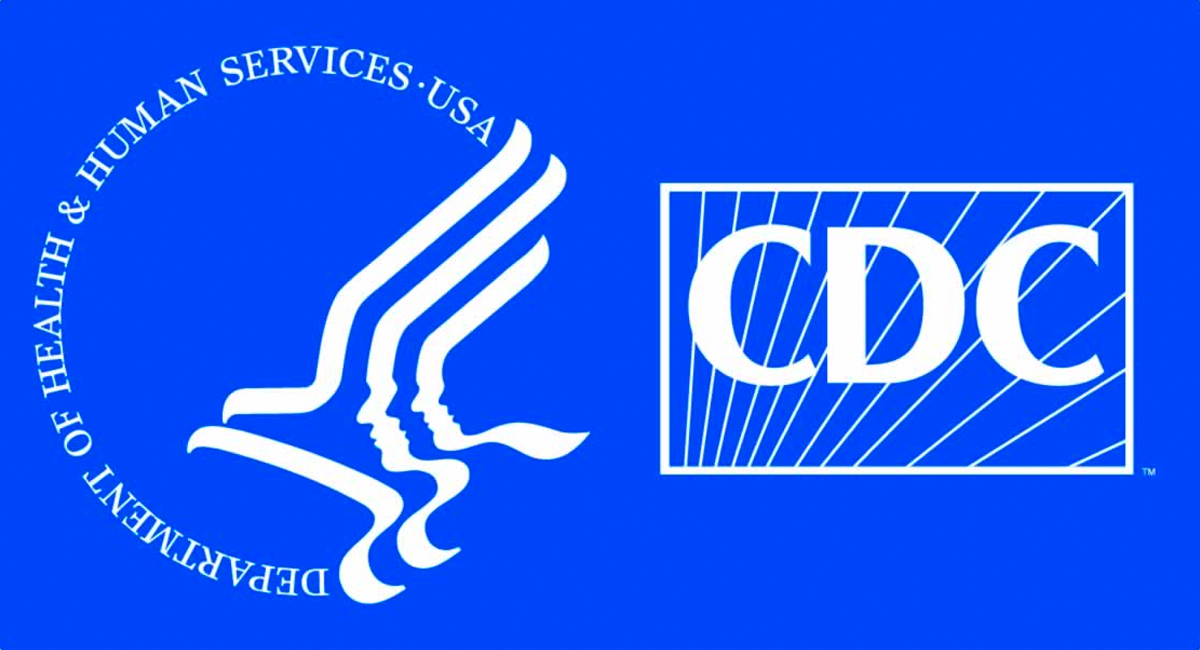 DEPARTMENT OF HEALTH & HUMAN SERVICES · USA
CDC
TM